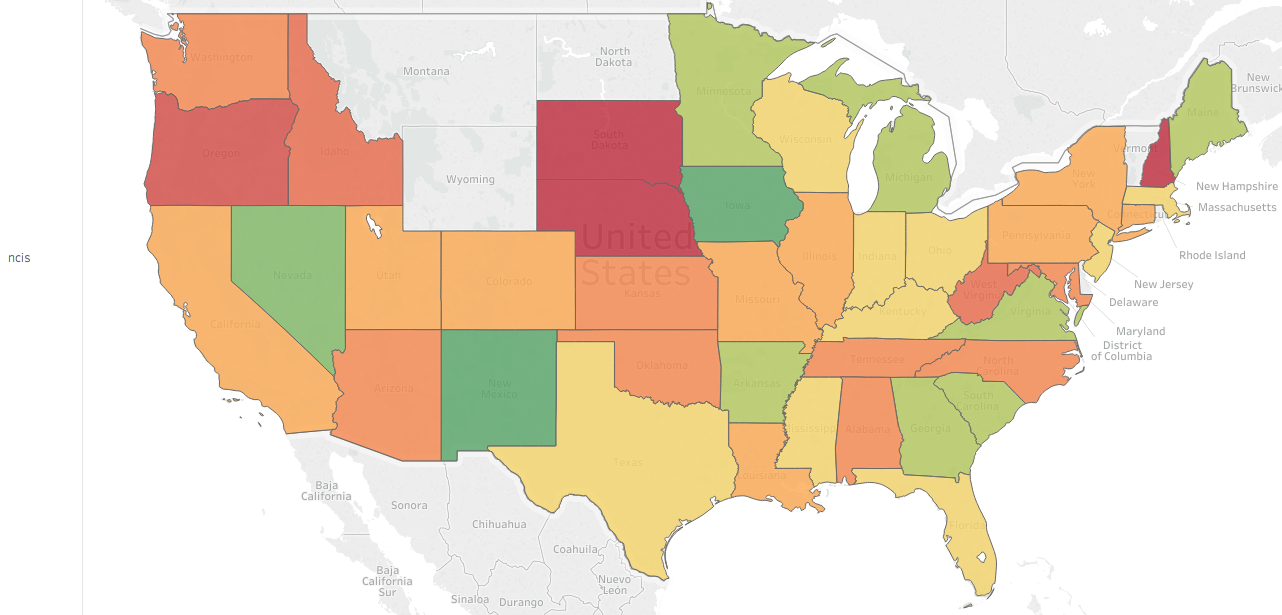 ncis
Washington
Montana
North
Dakota
Minnesota
Maine
New
Brunswick
Oregon
Idaho
South
Dakota
Wyoming
Wisconsin
Michigan
Vermont
New
York
New Hampshire
Massachusetts
Connecticut
Rhode Island
Iowa
Nevada
Utah
Colorado
United
States
Kansas
Missouri
Illinois
Indiana
Ohio
Pennsylvania
New Jersey
Delaware
Maryland
District
of Columbia
West
Virginia
Virginia
Kentucky
California
Arizona
New
Mexico
Oklahoma
Arkansas
Tennessee
North
Carolina
South
Carolina
Mississippi
Alabama
Georgia
Texas
Louisiana
Florida
Baja
California
Sonora
Chihuahua
Coahuila
Baja
California
Sur
Sinaloa
Durango
Nuevo
León